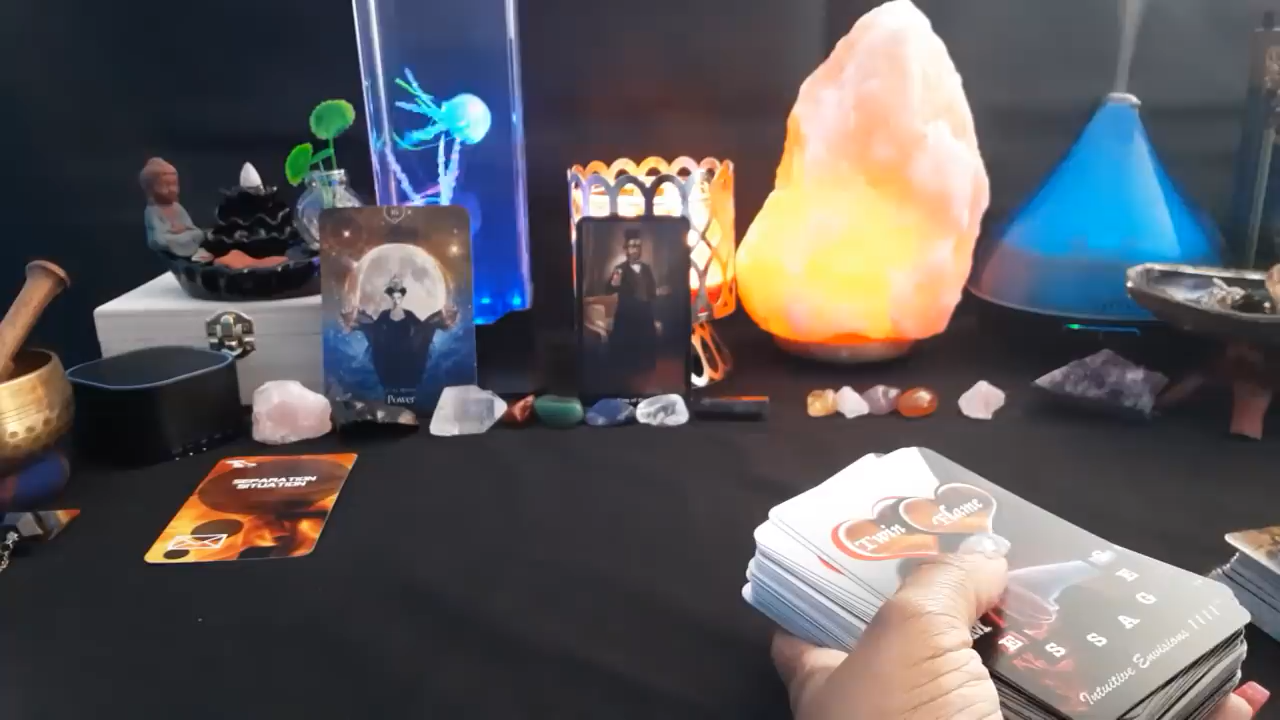 Power
SEPARATION
SITUATION
Twin Flame
MESSAGE
Intuitive Envisions 1111